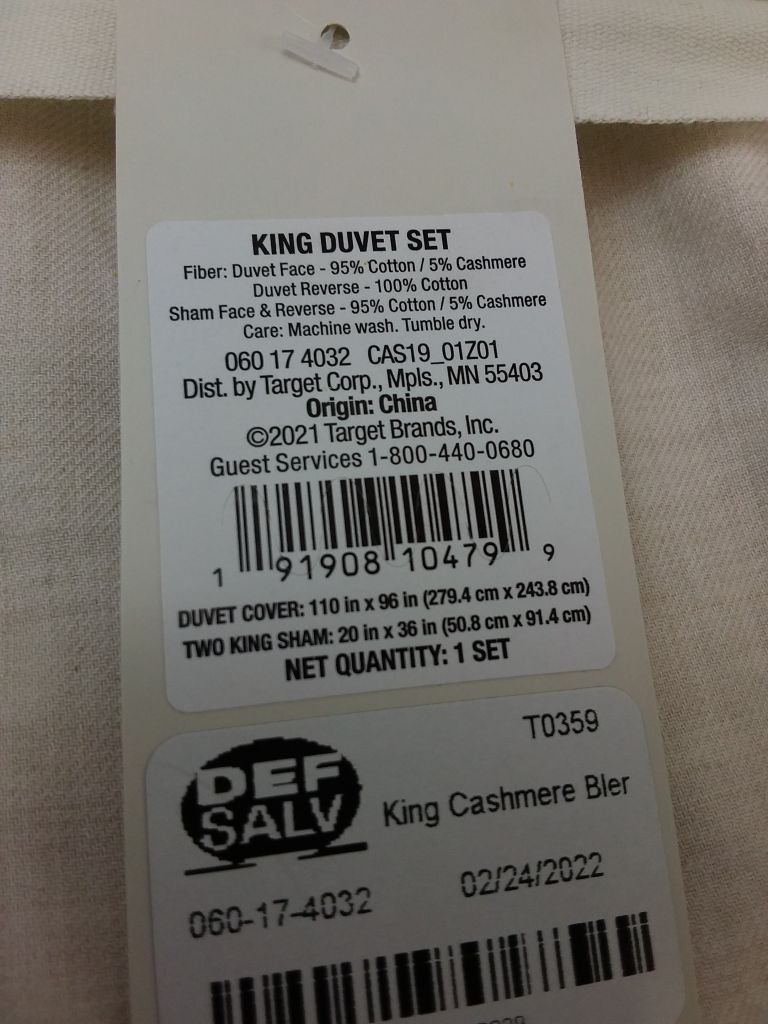 KING DUVET SET
Fiber: Duvet Face - 95% Cotton / 5% Cashmere
Duvet Reverse - 100% Cotton
Sham Face & Reverse - 95% Cotton / 5% Cashmere
Care: Machine wash. Tumble dry.
060 17 4032 CAS19_01Z01
Dist. by Target Corp., Mpls., MN 55403
Origin: China
©2021 Target Brands, Inc.
Guest Services 1-800-440-0680
1 91908 10479 9
DUVET COVER: 110 in x 96 in (279.4 cm x 243.8 cm)
TWO KING SHAM: 20 in x 36 in (50.8 cm x 91.4 cm)
NET QUANTITY: 1 SET
T0359
DEF
SALV
King Cashmere Bler
02/24/2022
060-17-4032